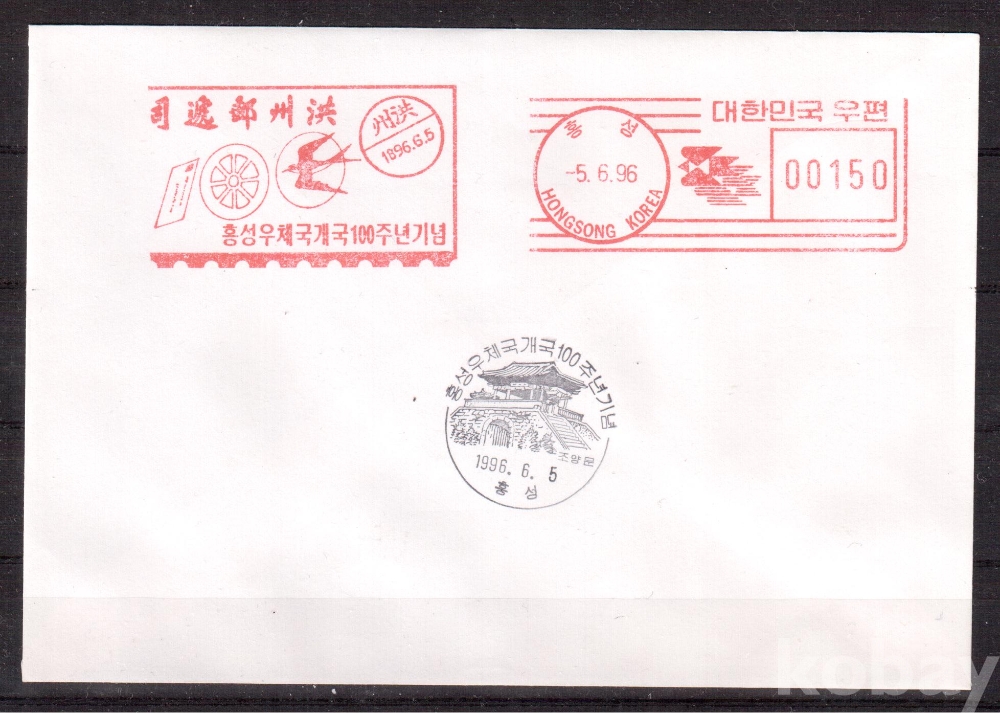 司遞郵州洪
州洪
1896.6.5
흥성우체국개국100주년기념
대한민국 우편
홍성
-5.6.96
HONGSONG KOREA
00150
홍성우체국개국100주년기념
조양문
1996.6.5
홍성
kobay